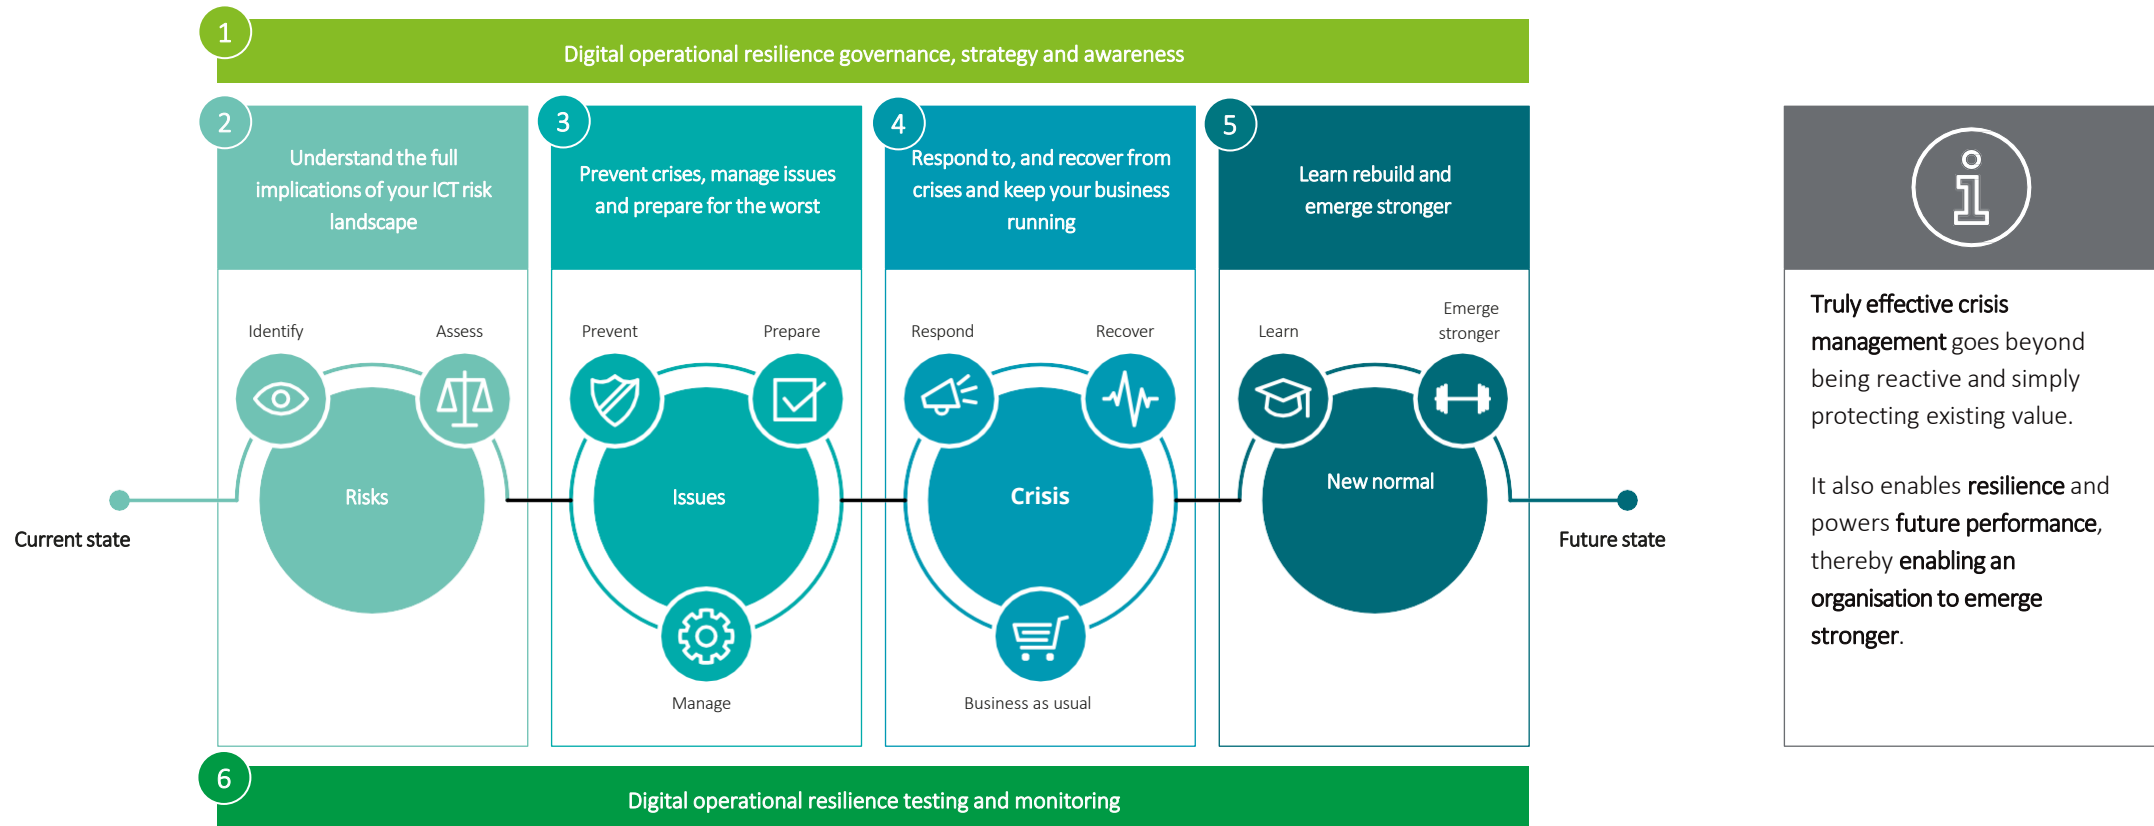 1
Digital operational resilience governance, strategy and awareness
2
Understand the full
implications of your ICT risk
landscape
3
Prevent crises, manage issues
and prepare for the worst
4
Respond to, and recover from
crises and keep your business
running
5
Learn rebuild and
emerge stronger
Identify
Assess
Risks
Prevent
Prepare
Issues
Manage
Respond
Recover
Crisis
Business as usual
Learn
Emerge
stronger
New normal
Current state
Future state
6
Digital operational resilience testing and monitoring
Truly effective crisis
management goes beyond
being reactive and simply
protecting existing value.
It also enables resilience and
powers future performance,
thereby enabling an
organisation to emerge
stronger.